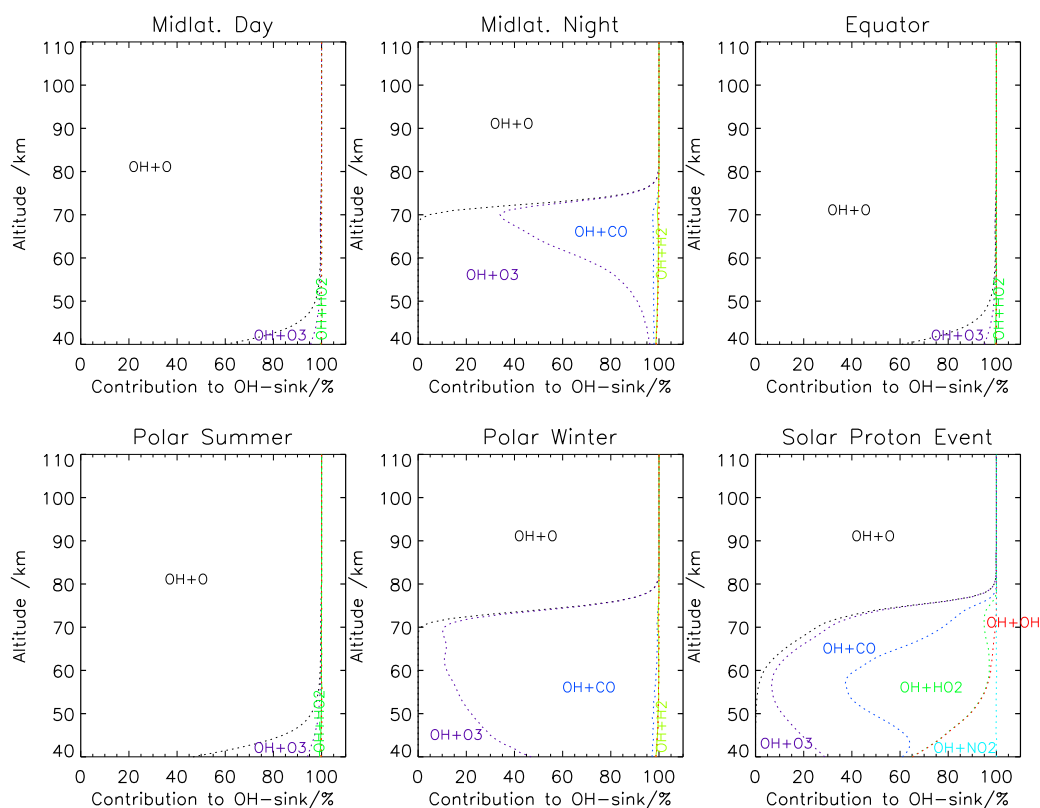 Midlat. Day
Midlat. Night
Equator
110
100
90
80
70
60
50
40
Altitude /km
OH+O
OH+O3
OH+HO2
0 20 40 60 80 100
Contribution to OH-sink/%
110
100
90
80
70
60
50
40
Altitude /km
OH+O
OH+CO
OH+H2
OH+O3
0 20 40 60 80 100
Contribution to OH-sink/%
110
100
90
80
70
60
50
40
Altitude /km
OH+O
OH+O3
OH+HO2
0 20 40 60 80 100
Contribution to OH-sink/%
Polar Summer
Polar Winter
Solar Proton Event
110
100
90
80
70
60
50
40
Altitude /km
OH+O
OH+O3
OH+HO2
0 20 40 60 80 100
Contribution to OH-sink/%
110
100
90
80
70
60
50
40
Altitude /km
OH+O
OH+CO
OH+O3
OH+H2
0 20 40 60 80 100
Contribution to OH-sink/%
110
100
90
80
70
60
50
40
Altitude /km
OH+O
OH+OH
OH+CO
OH+HO2
OH+O3
OH+NO2
0 20 40 60 80 100
Contribution to OH-sink/%